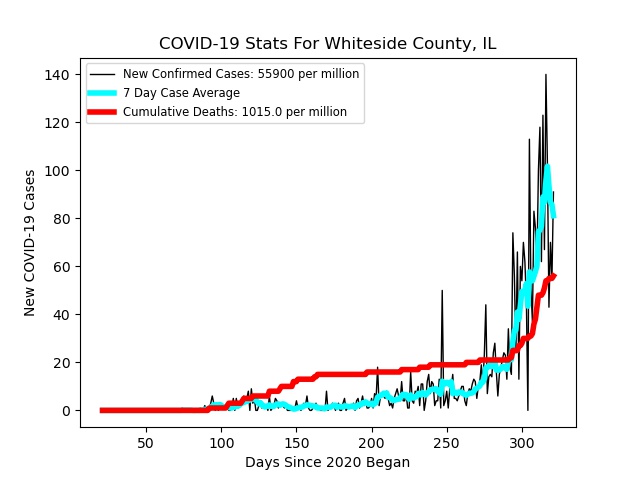 COVID-19 Stats For Whiteside County, IL
New Confirmed Cases: 55900 per million
7 Day Case Average
Cumulative Deaths: 1015.0 per million
New COVID-19 Cases
140
120
100
80
60
40
20
0
50
100
150
200
250
300
Days Since 2020 Began